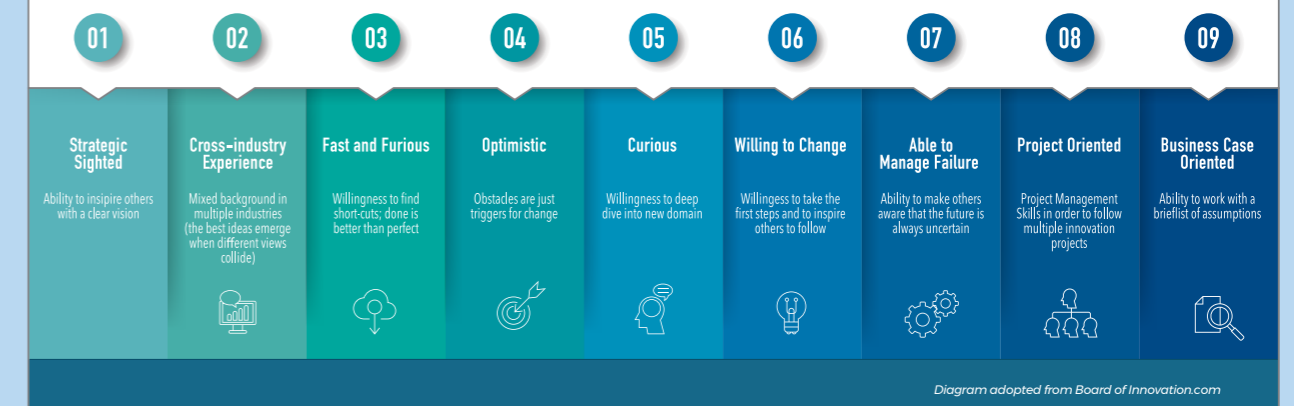 01
02
03
04
05
06
07
08
09
Strategic
Sighted
Ability to insipire others
with a clear vision
Cross-industry
Experience
Mixed background in
multiple industries
(the best ideas emerge
when different views
collide)
Fast and Furious
Willingness to find
short-cuts; done is
better than perfect
Optimistic
Obstacles are just
triggers for change
Curious
Willingness to deep
dive into new domain
Willing to Change
Willingess to take the
first steps and to inspire
others to follow
Able to
Manage Failure
Ability to make others
aware that the future is
always uncertain
Project Oriented
Project Management
Skills in order to follow
multiple innovation
projects
Business Case
Oriented
Ability to work with a
brieflist of assumptions
Diagram adopted from Board of Innovation.com